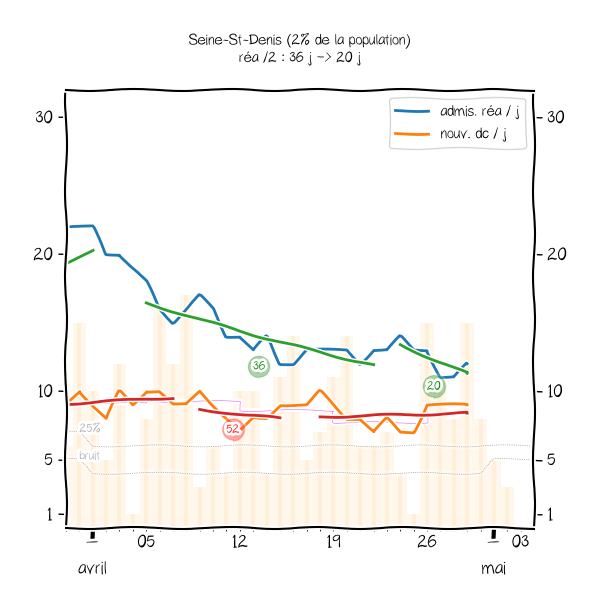 Seine-St-Denis (2% de la population)
réa /2 : 36 j -> 20 j
admis. réa / j
nouv. dc / j
30
30
20
20
10
10
5
5
1
1
25%
bruit
36
20
52
05
12
19
26
03
avril
mai